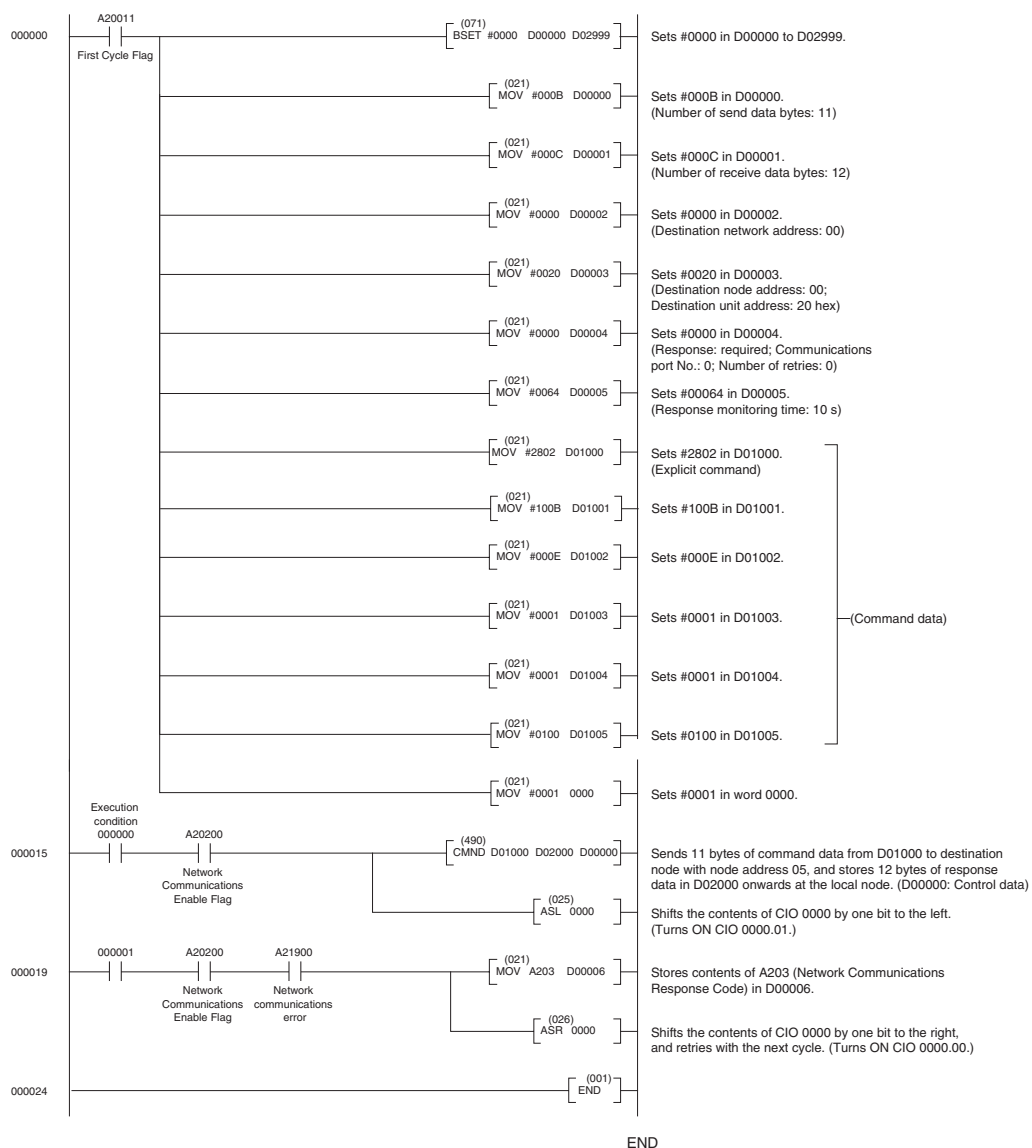 A20011
000000
First Cycle Flag
(071)
BSET #0000 D00000 D02999
Sets #0000 in D00000 to D02999.
(021)
MOV #000B D00000
Sets #000B in D00000.
(Number of send data bytes: 11)
(021)
MOV #000C D00001
Sets #000C in D00001.
(Number of receive data bytes: 12)
(021)
MOV #0000 D00002
Sets #0000 in D00002.
(Destination network address: 00)
(021)
MOV #0020 D00003
Sets #0020 in D00003.
(Destination node address: 00;
Destination unit address: 20 hex)
(021)
MOV #0000 D00004
Sets #0000 in D00004.
(Response: required; Communications
port No.: 0; Number of retries: 0)
(021)
MOV #0064 D00005
Sets #00064 in D00005.
(Response monitoring time: 10 s)
(021)
MOV #2802 D01000
Sets #2802 in D01000.
(Explicit command)
(021)
MOV #100B D01001
Sets #100B in D01001.
(021)
MOV #000E D01002
Sets #000E in D01002.
(021)
MOV #0001 D01003
Sets #0001 in D01003.
(Command data)
(021)
MOV #0001 D01004
Sets #0001 in D01004.
(021)
MOV #0100 D01005
Sets #0100 in D01005.
(021)
MOV #0001 0000
Sets #0001 in word 0000.
Execution
condition
000000
A20200
000015
Network
Communications
Enable Flag
(490)
CMND D01000 D02000 D00000
Sends 11 bytes of command data from D01000 to destination
node with node address 05, and stores 12 bytes of response
data in D02000 onwards at the local node. (D00000: Control data)
(025)
ASL 0000
Shifts the contents of CIO 0000 by one bit to the left.
(Turns ON CIO 0000.01.)
000001
A20200
A21900
000019
Network
Communications
Enable Flag
Network
communications
error
(021)
MOV A203 D00006
Stores contents of A203 (Network Communications
Response Code) in D00006.
(026)
ASR 0000
Shifts the contents of CIO 0000 by one bit to the right,
and retries with the next cycle. (Turns ON CIO 0000.00.)
000024
(001)
END
END